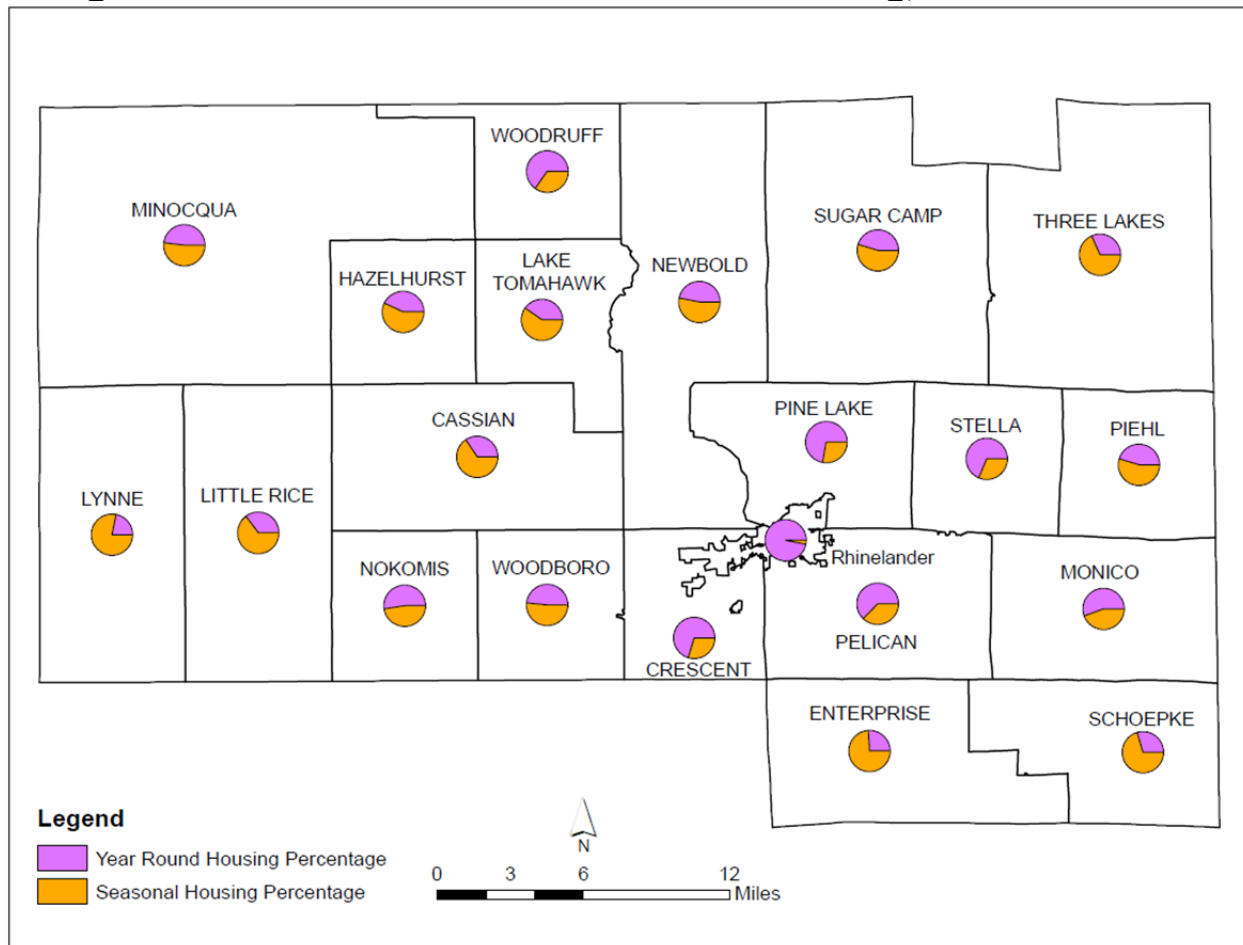 WOODRUFF
MINOCQUA
SUGAR CAMP
THREE LAKES
HAZELHURST
LAKE
TOMAHAWK
NEWBOLD
CASSIAN
PINE LAKE
STELLA
PIEHL
LYNNE
LITTLE RICE
NOKOMIS
WOODBORO
Rhinelander
MONICO
PELICAN
CRESCENT
ENTERPRISE
SCHOEPKE
Legend
Year Round Housing Percentage
Seasonal Housing Percentage
N
0 3 6 12
Miles